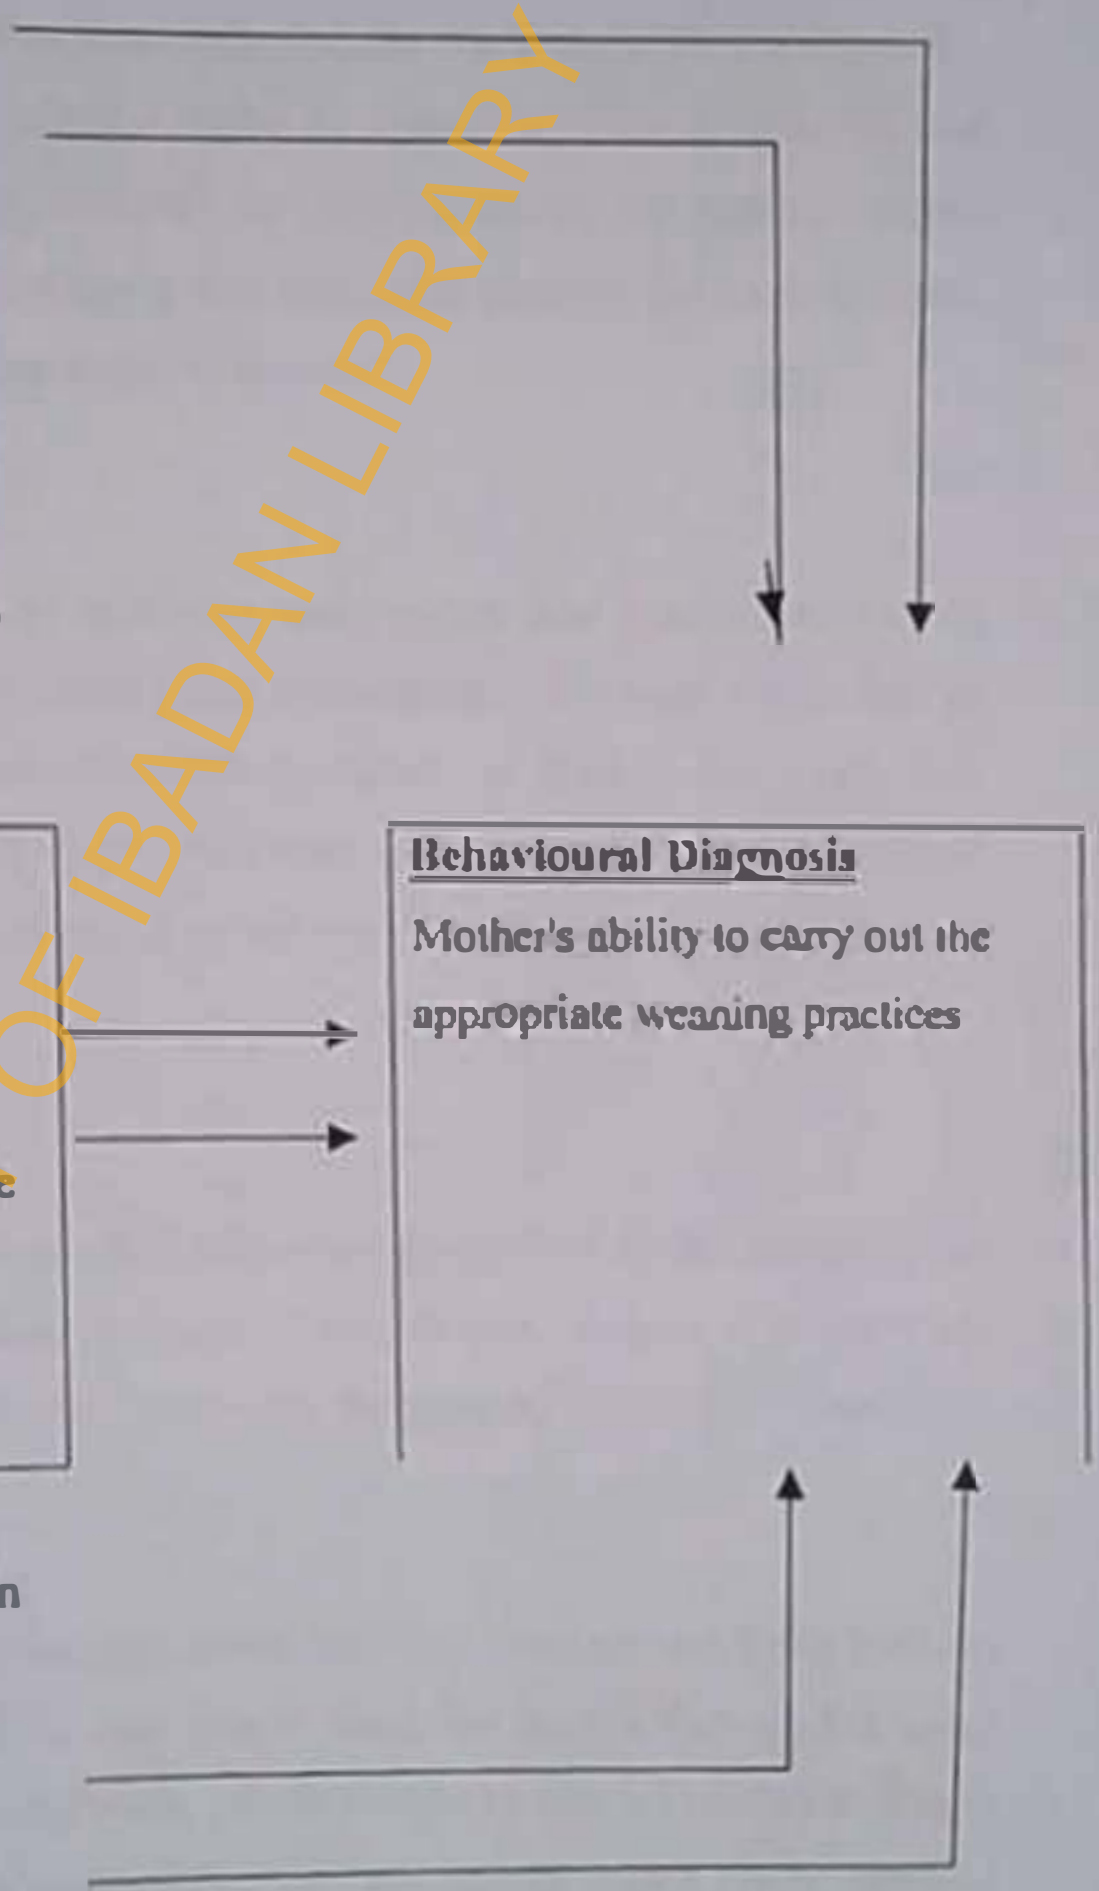 OF IBADAN LIBRARY
Behavioural Diagnosis
Mother's ability to carry out the
appropriate weaning practices